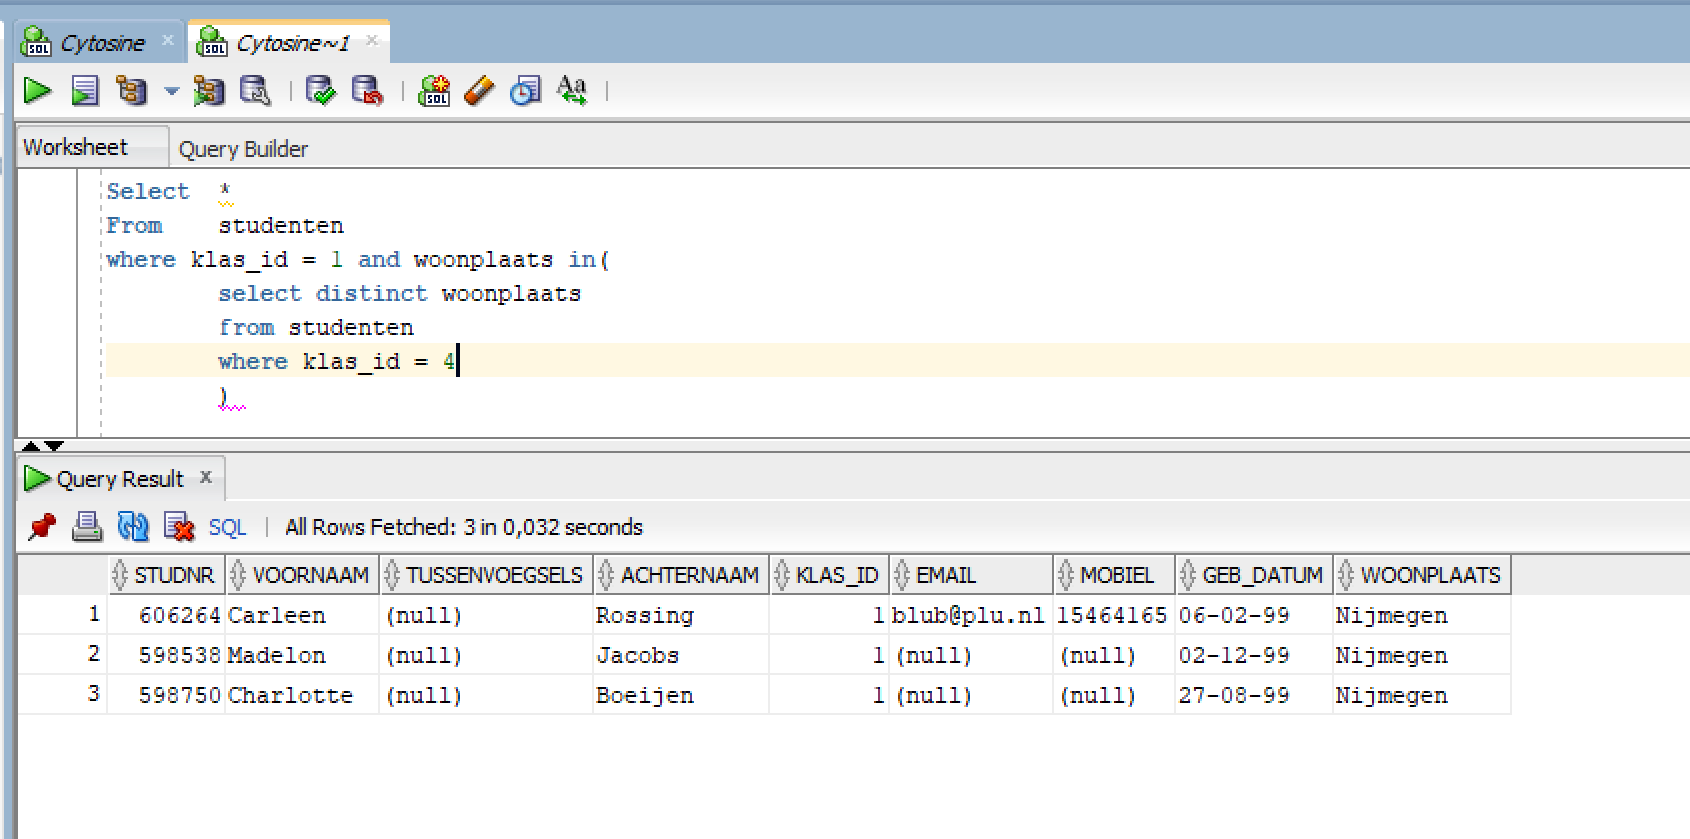 Cytosine Cytosine~1
Worksheet Query Builder
Select *
From studenten
where klas_id = 1 and woonplaats in(
select distinct woonplaats
from studenten
where klas_id = 4
)
Query Result
SQL All Rows Fetched: 3 in 0,032 seconds
STUDNR VOORNAAM TUSSENVOEGSELS ACHTERNAAM KLAS_ID EMAIL MOBIEL GEB_DATUM WOONPLAATS
1 606264 Carleen (null) Rossing 1 blub@plu.nl 15464165 06-02-99 Nijmegen
2 598538 Madelon (null) Jacobs 1 (null) (null) 02-12-99 Nijmegen
3 598750 Charlotte (null) Boeijen 1 (null) (null) 27-08-99 Nijmegen